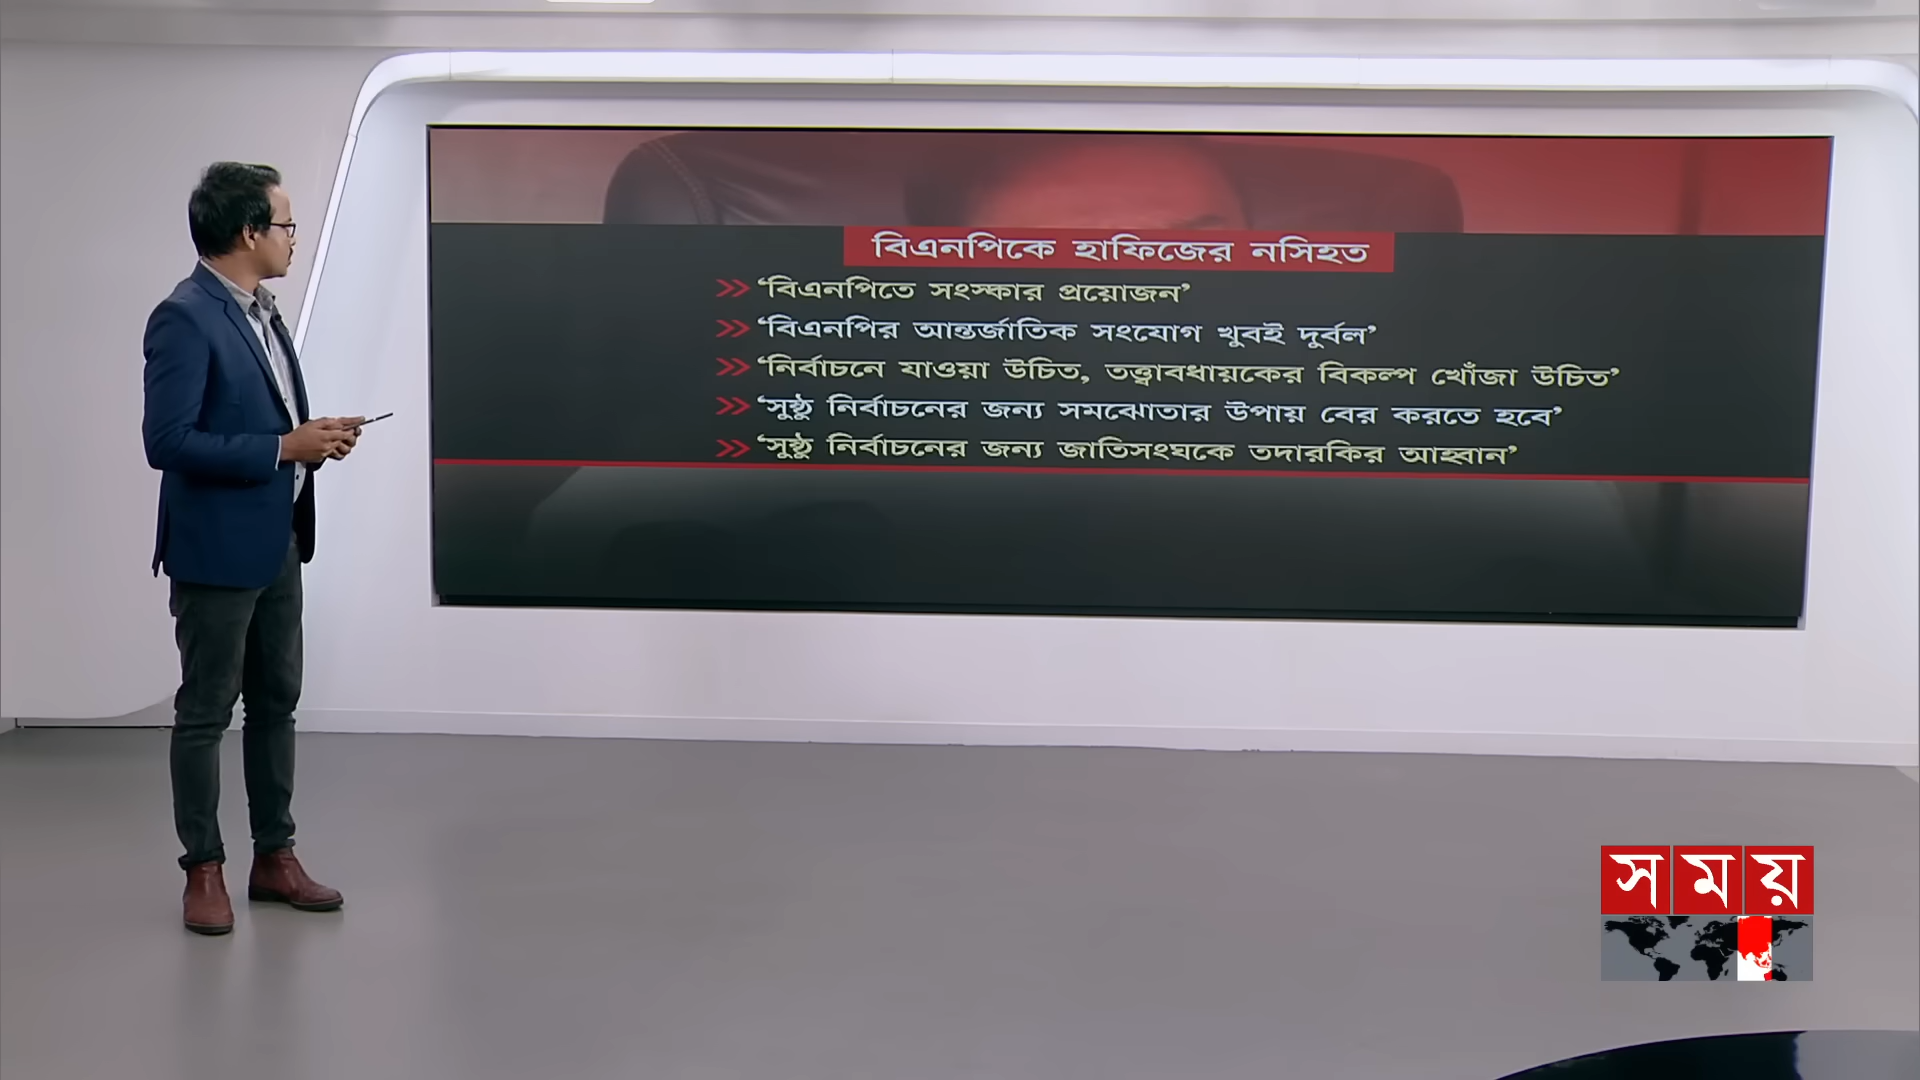 বিএনপিকে হাফিজের নসিহত
>> ‘বিএনপিতে সংস্কার প্রয়োজন’
>> ‘বিএনপির আন্তর্জাতিক সংযোগ খুবই দুর্বল’
>> ‘নির্বাচনে যাওয়া উচিত, তত্ত্বাবধায়কের বিকল্প খোঁজা উচিত’
>> ‘সুষ্ঠু নির্বাচনের জন্য সমঝোতার উপায় বের করতে হবে’
>> ‘সুষ্ঠু নির্বাচনের জন্য জাতিসংঘকে তদারকির আহ্বান’
সময়